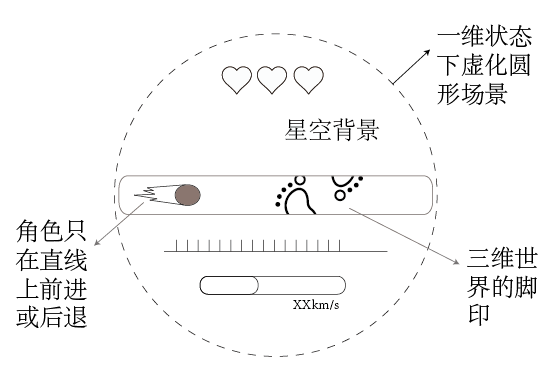 一维状态
下虚化圆
形场景
星空背景
角色只
在直线
上前进
或后退
三维世
界的脚
印
XXkm/s